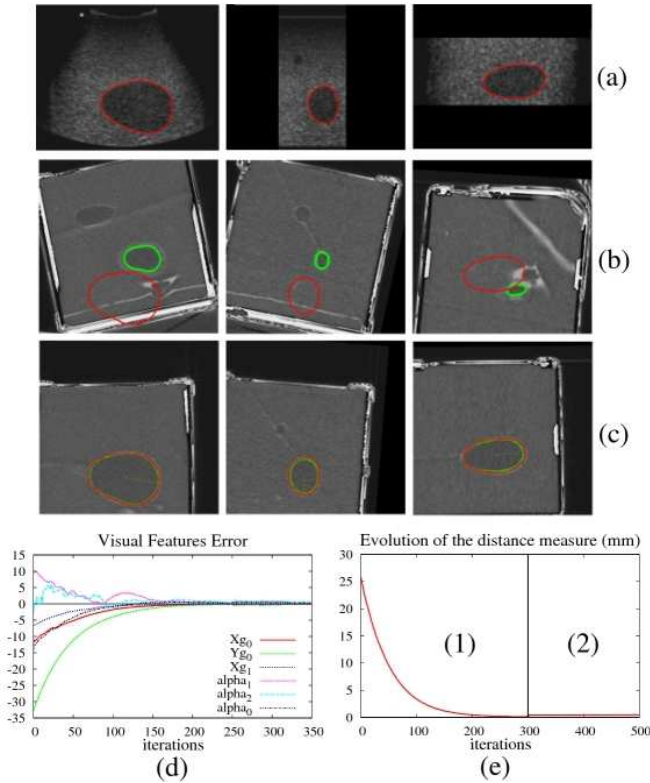 (a)
(b)
(c)
Visual Features Error
15
10
5
0
-5
-10
-15
-20
-25
-30
-35
Xg0
Yg0
Xg1
alpha1
alpha2
alpha0
0 50 100 150 200 250 300 350
iterations
(d)
Evolution of the distance measure (mm)
30
25
20
15
10
5
0
(1)
(2)
0 100 200 300 400 500
iterations
(e)